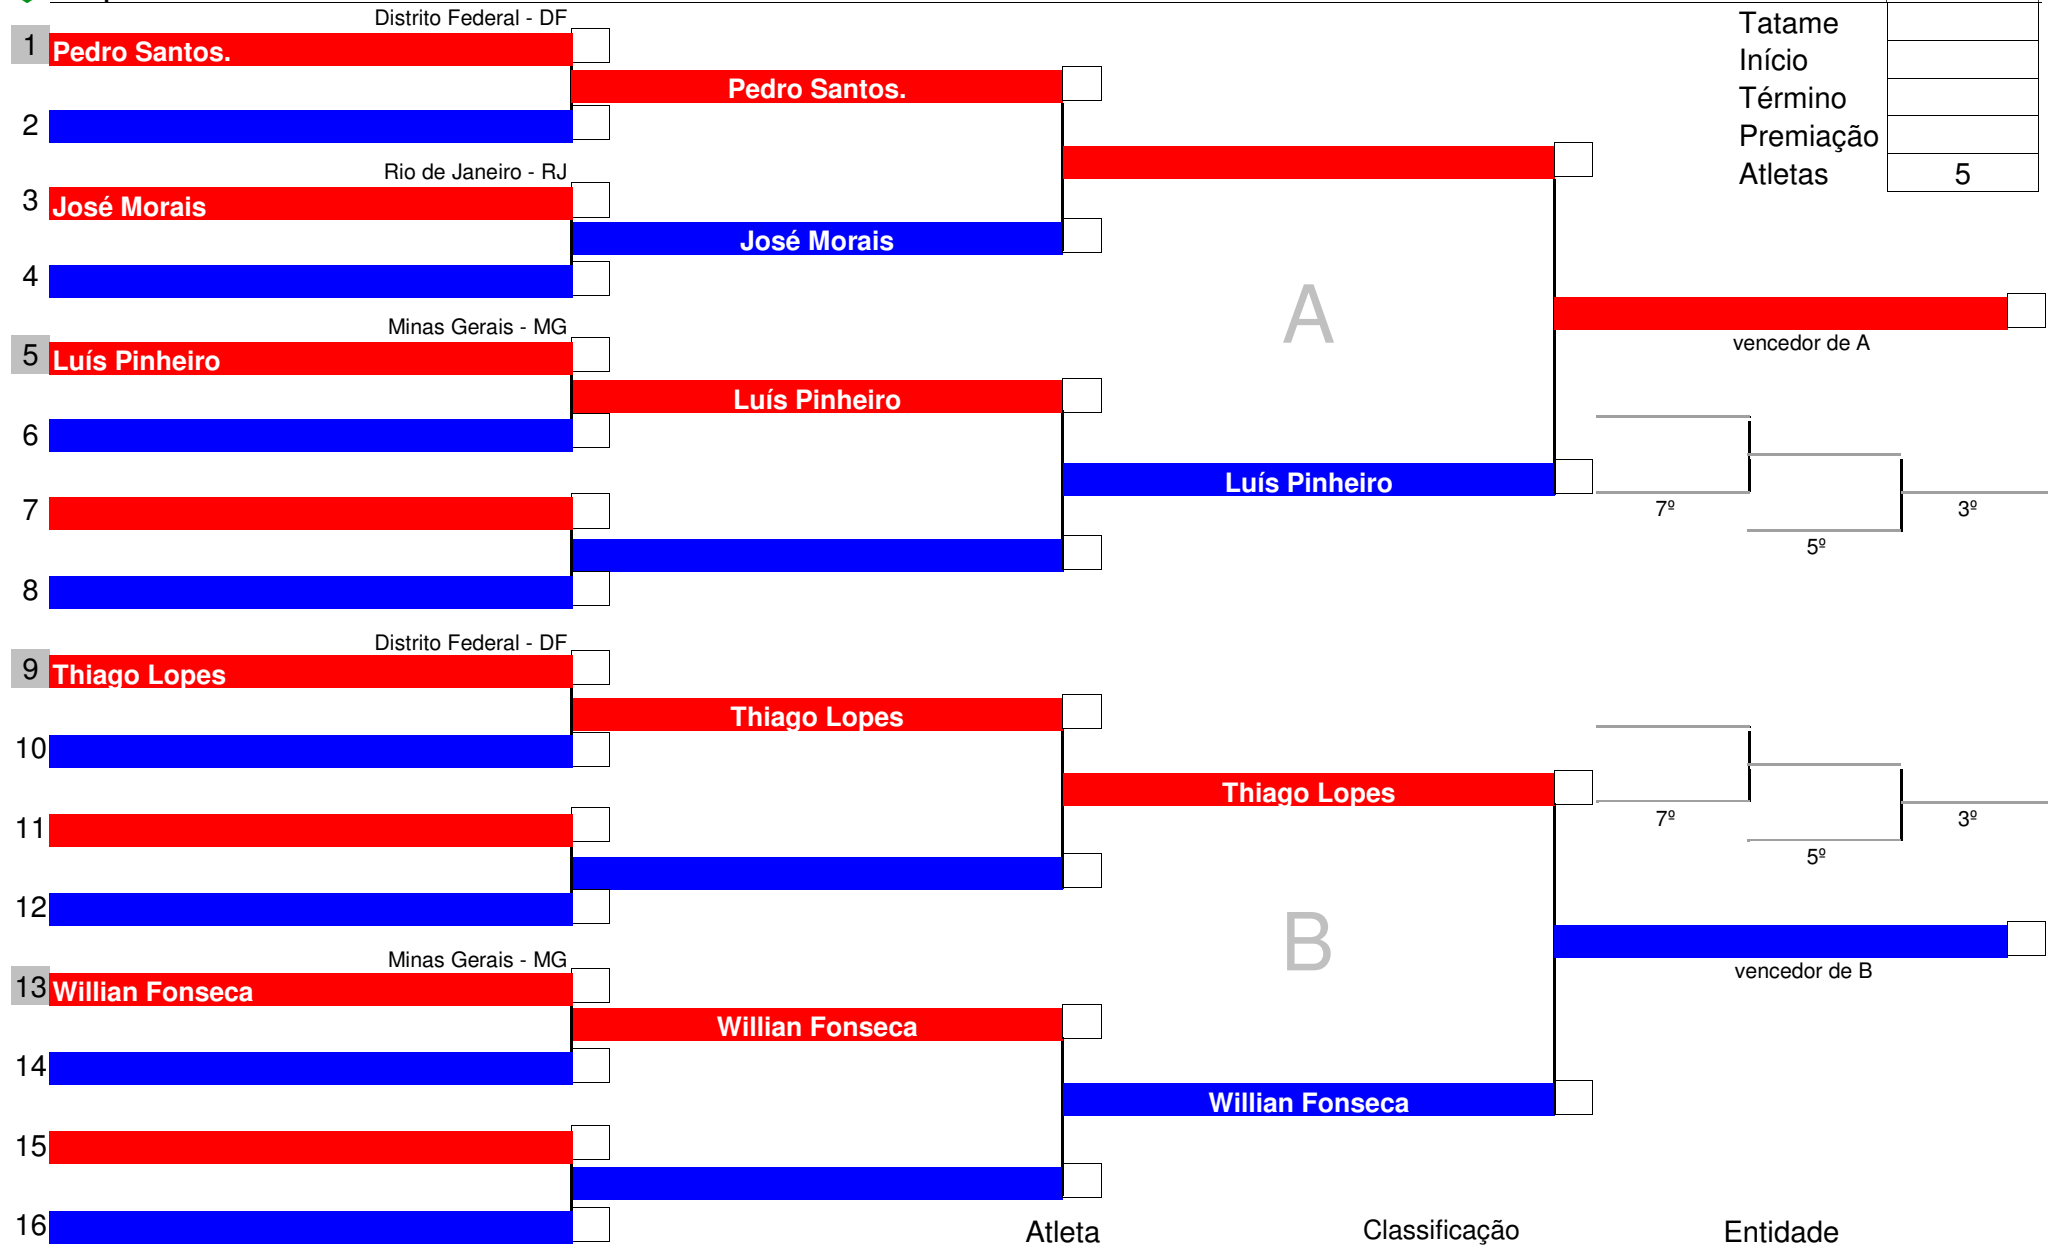 Distrito Federal - DF
1 Pedro Santos.
Pedro Santos.
2
Rio de Janeiro - RJ
3 José Morais
José Morais
4
Minas Gerais - MG
5 Luís Pinheiro
Luís Pinheiro
6
7
8
Luís Pinheiro
A
vencedor de A
7º
5º
3º
Distrito Federal - DF
9 Thiago Lopes
Thiago Lopes
10
Thiago Lopes
11
12
Minas Gerais - MG
13 Willian Fonseca
Willian Fonseca
14
Willian Fonseca
15
16
B
vencedor de B
7º
5º
3º
Tatame
Início
Término
Premiação
Atletas 5
Atleta Classificação Entidade